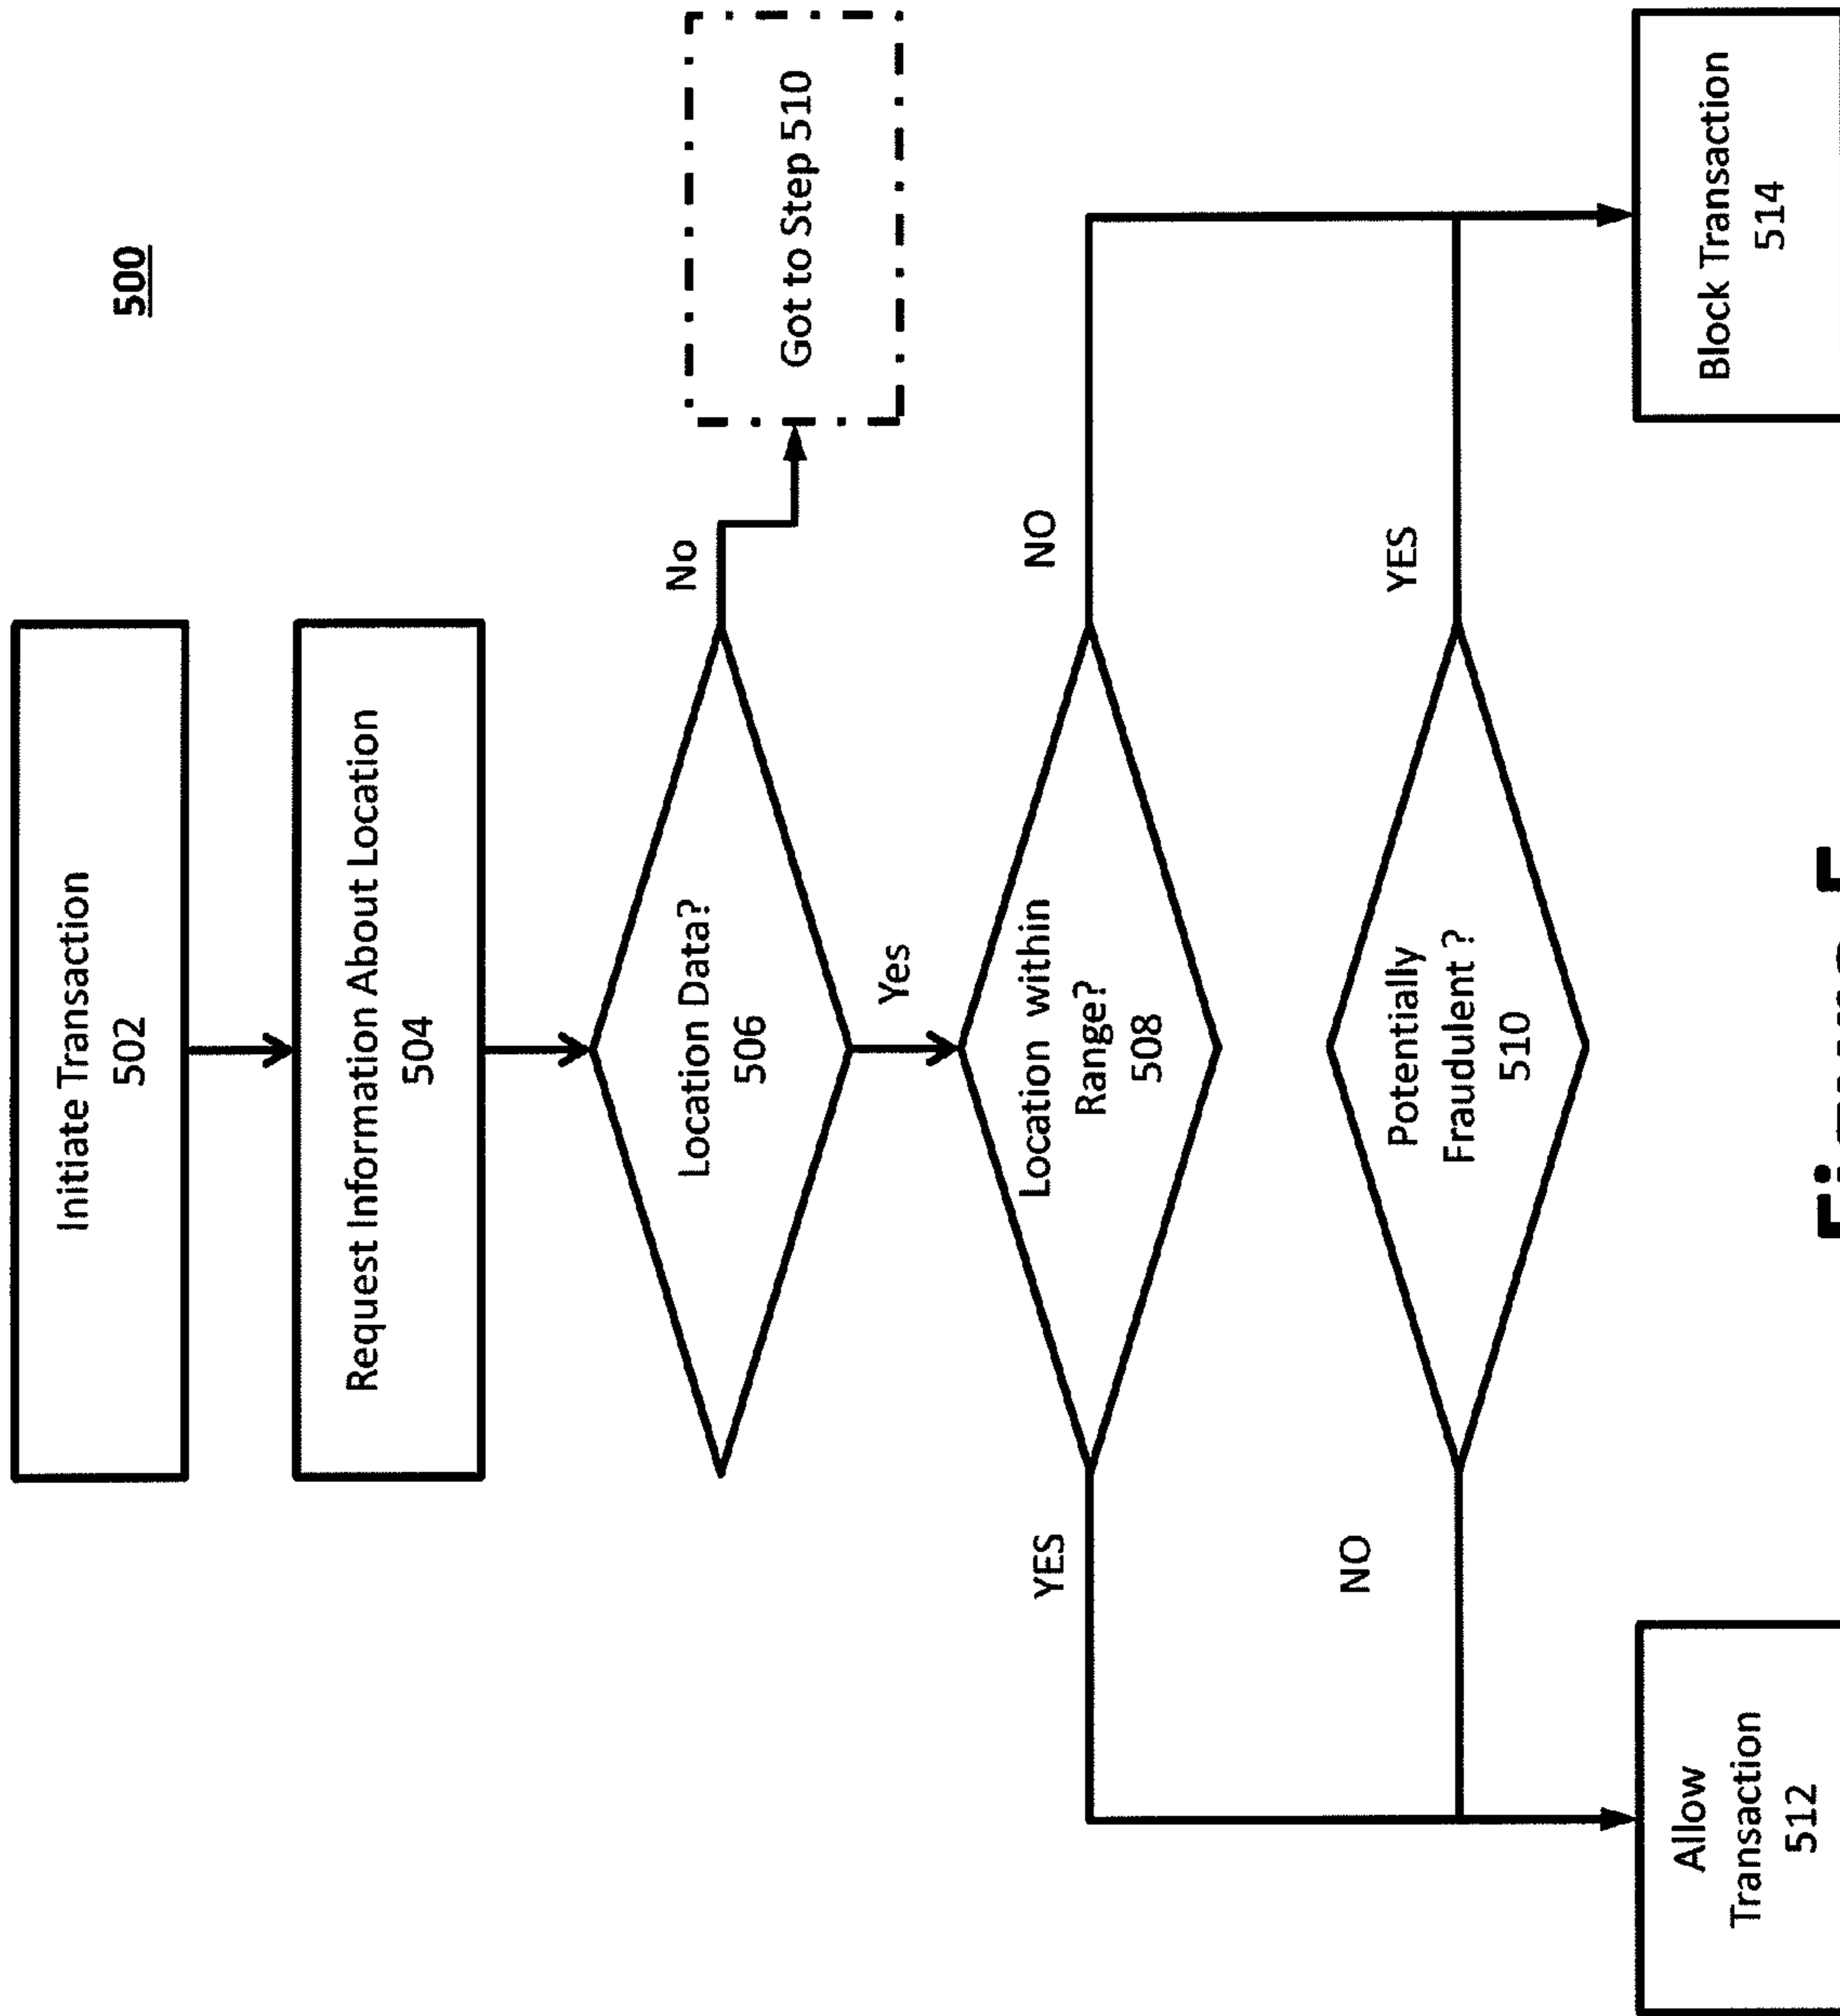 500
Initiate Transaction
502
Request Information About Location
504
Location Data?
506
No
Got to Step 510
Yes
Location within
Range?
508
YES
NO
Potentially
Fraudulent ?
510
NO
YES
Allow
Transaction
512
Block Transaction
514